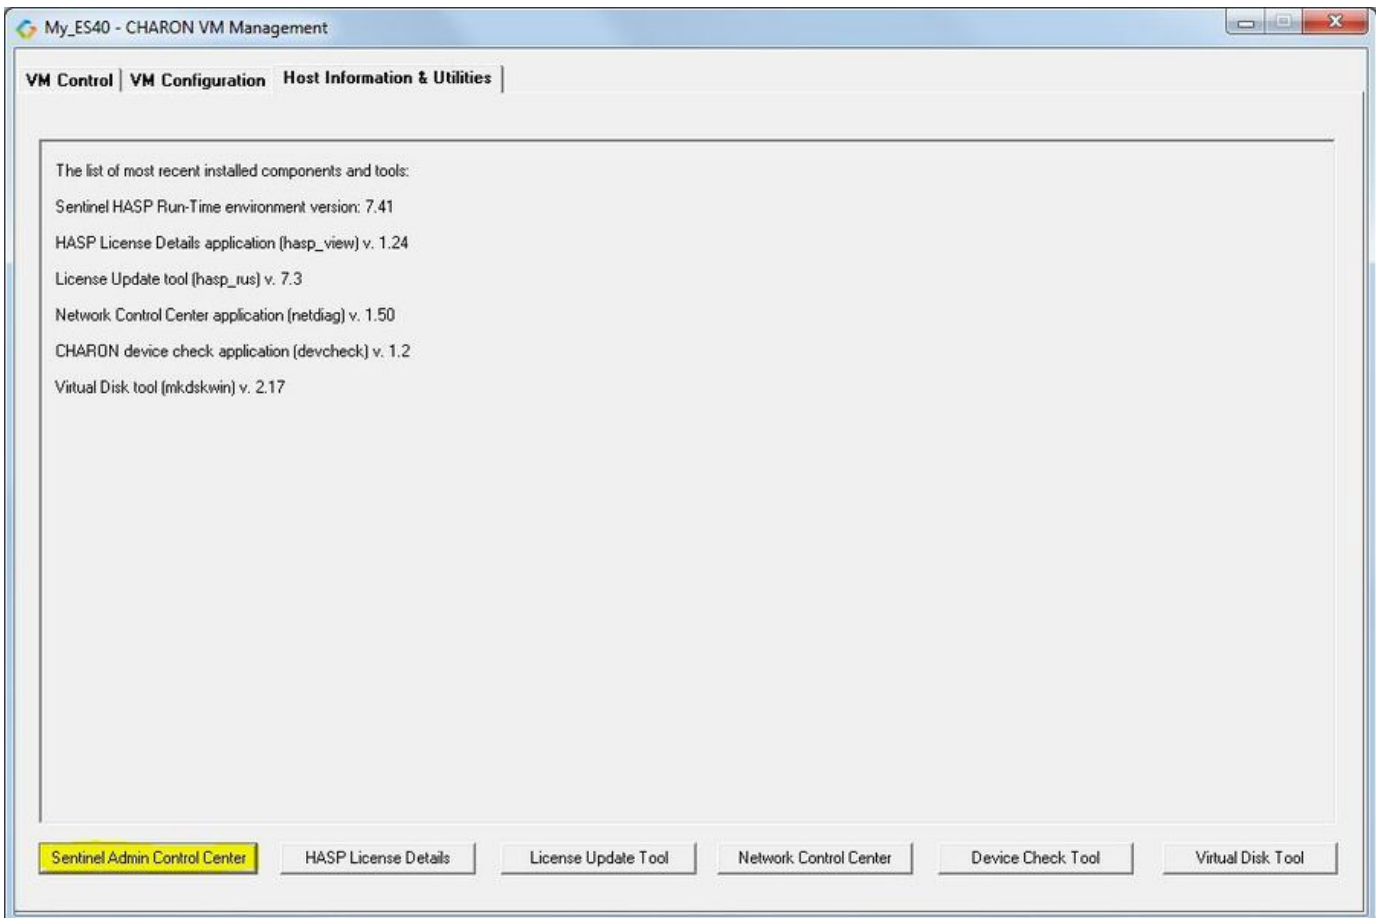 My_ES40 - CHARON VM Management
VM Control VM Configuration Host Information & Utilities
The list of most recent installed components and tools:
Sentinel HASP Run-Time environment version: 7.41
HASP License Details application (hasp_view) v. 1.24
License Update tool (hasp_rus) v. 7.3
Network Control Center application (netdiag) v. 1.50
CHARON device check application (devcheck) v. 1.2
Virtual Disk tool (mkdskwin) v. 2.17
Sentinel Admin Control Center HASP License Details License Update Tool Network Control Center Device Check Tool Virtual Disk Tool